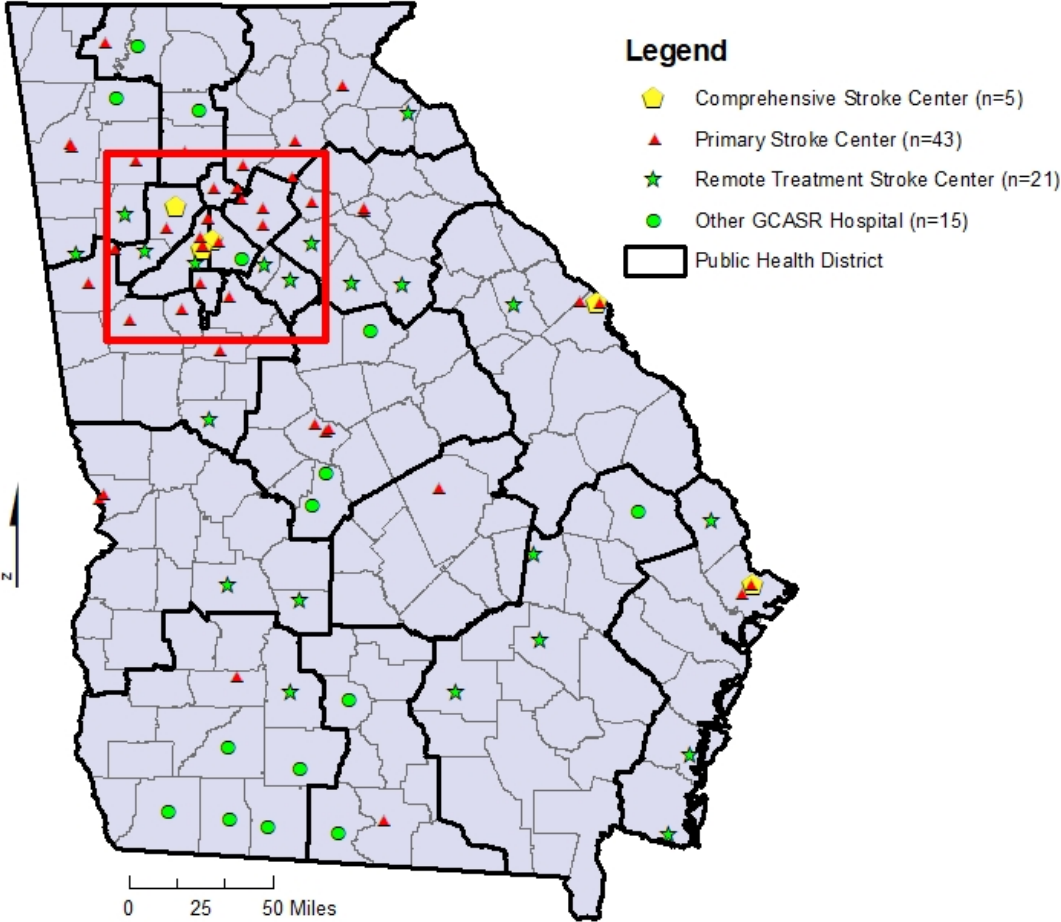 Legend
Comprehensive Stroke Center (n=5)
Primary Stroke Center (n=43)
Remote Treatment Stroke Center (n=21)
Other GCASR Hospital (n=15)
Public Health District
N
0 25 50 Miles